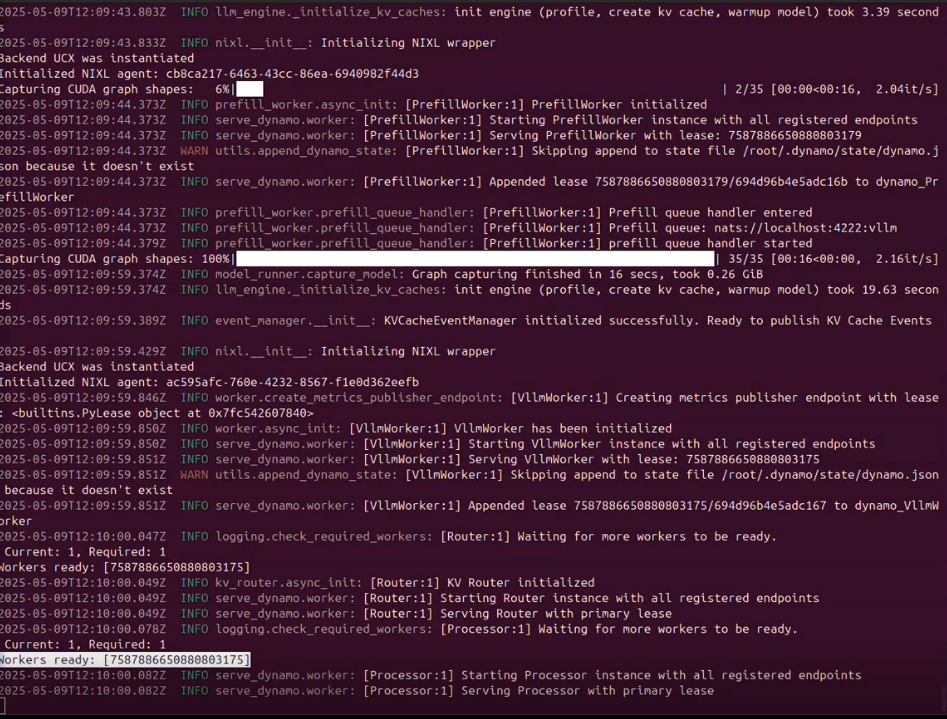 2025-05-09T12:09:43.803Z  INFO llm_engine._initialize_kv_caches: init engine (profile, create kv cache, warmup model) took 3.39 second
s
2025-05-09T12:09:43.833Z  INFO nixl.__init__: Initializing NIXL wrapper
Backend UCX was instantiated
Initialized NIXL agent: cb8ca217-6463-43cc-86ea-6940982f44d3
Capturing CUDA graph shapes:   6%| | 2/35 [00:00<00:16,  2.04it/s]
2025-05-09T12:09:44.373Z  INFO prefill_worker.async_init: [PrefillWorker:1] PrefillWorker initialized
2025-05-09T12:09:44.373Z  INFO serve_dynamo.worker: [PrefillWorker:1] Starting PrefillWorker instance with all registered endpoints
2025-05-09T12:09:44.373Z  INFO serve_dynamo.worker: [PrefillWorker:1] Serving PrefillWorker with lease: 7587886650880803179
2025-05-09T12:09:44.373Z  WARN utils.append_dynamo_state: [PrefillWorker:1] Skipping append to state file /root/.dynamo/state/dynamo.j
son because it doesn't exist
2025-05-09T12:09:44.373Z  INFO serve_dynamo.worker: [PrefillWorker:1] Appended lease 7587886650880803179/694d96b4e5adc16b to dynamo_Pr
efillWorker
2025-05-09T12:09:44.373Z  INFO prefill_worker.prefill_queue_handler: [PrefillWorker:1] Prefill queue handler entered
2025-05-09T12:09:44.373Z  INFO prefill_worker.prefill_queue_handler: [PrefillWorker:1] Prefill queue: nats://localhost:4222:vllm
2025-05-09T12:09:44.379Z  INFO prefill_worker.prefill_queue_handler: [PrefillWorker:1] prefill queue handler started
Capturing CUDA graph shapes: 100%| | 35/35 [00:16<00:00,  2.16it/s]
2025-05-09T12:09:59.374Z  INFO model_runner.capture_model: Graph capturing finished in 16 secs, took 0.26 GiB
2025-05-09T12:09:59.374Z  INFO llm_engine._initialize_kv_caches: init engine (profile, create kv cache, warmup model) took 19.63 secon
ds
2025-05-09T12:09:59.389Z  INFO event_manager.__init__: KVCacheEventManager initialized successfully. Ready to publish KV Cache Events
2025-05-09T12:09:59.429Z  INFO nixl.__init__: Initializing NIXL wrapper
Backend UCX was instantiated
Initialized NIXL agent: ac595afc-760e-4232-8567-f1e0d362eefb
2025-05-09T12:09:59.846Z  INFO worker.create_metrics_publisher_endpoint: [VllmWorker:1] Creating metrics publisher endpoint with lease
: <builtins.PyLease object at 0x7fc542607840>
2025-05-09T12:09:59.850Z  INFO worker.async_init: [VllmWorker:1] VllmWorker has been initialized
2025-05-09T12:09:59.850Z  INFO serve_dynamo.worker: [VllmWorker:1] Starting VllmWorker instance with all registered endpoints
2025-05-09T12:09:59.851Z  INFO serve_dynamo.worker: [VllmWorker:1] Serving VllmWorker with lease: 7587886650880803175
2025-05-09T12:09:59.851Z  WARN utils.append_dynamo_state: [VllmWorker:1] Skipping append to state file /root/.dynamo/state/dynamo.json
 because it doesn't exist
2025-05-09T12:09:59.851Z  INFO serve_dynamo.worker: [VllmWorker:1] Appended lease 7587886650880803175/694d96b4e5adc167 to dynamo_VllmW
orker
2025-05-09T12:10:00.047Z  INFO logging.check_required_workers: [Router:1] Waiting for more workers to be ready.
 Current: 1, Required: 1
Workers ready: [7587886650880803175]
2025-05-09T12:10:00.049Z  INFO kv_router.async_init: [Router:1] KV Router initialized
2025-05-09T12:10:00.049Z  INFO serve_dynamo.worker: [Router:1] Starting Router instance with all registered endpoints
2025-05-09T12:10:00.049Z  INFO serve_dynamo.worker: [Router:1] Serving Router with primary lease
2025-05-09T12:10:00.078Z  INFO logging.check_required_workers: [Processor:1] Waiting for more workers to be ready.
 Current: 1, Required: 1
Workers ready: [7587886650880803175]
2025-05-09T12:10:00.082Z  INFO serve_dynamo.worker: [Processor:1] Starting Processor instance with all registered endpoints
2025-05-09T12:10:00.082Z  INFO serve_dynamo.worker: [Processor:1] Serving Processor with primary lease